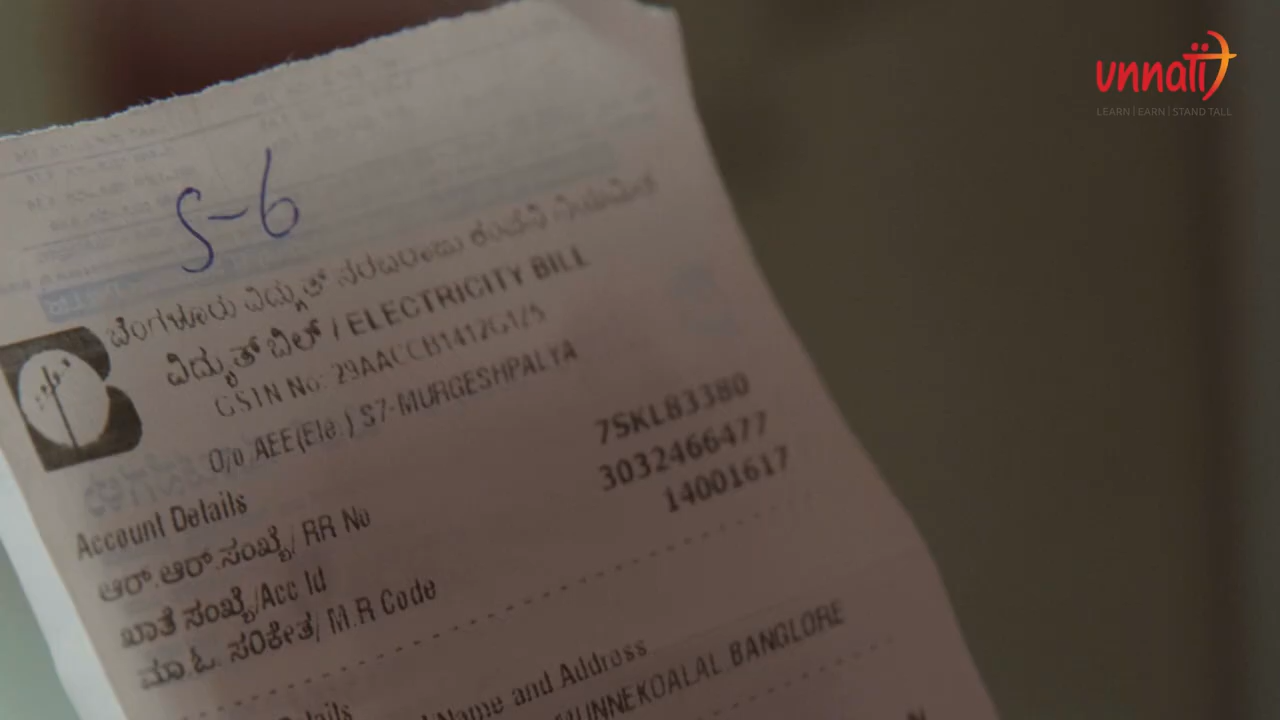 unnati
LEARN | EARN | STAND TALL
S-6
ಬೆಂಗಳೂರು ವಿದ್ಯುತ್ ಸರಬರಾಜು ಕಂಪನಿ ನಿಯಮಿತ
ವಿದ್ಯುತ್ ಬಿಲ್ / ELECTRICITY BILL
GSTN No: 29AACCB1412G1Z5
O/o AEE(Ele.) S7-MURGESHPALYA
Account Details
ಆರ್.ಆರ್.ಸಂಖ್ಯೆ/ RR No 7SKL83380
ಖಾತೆ ಸಂಖ್ಯೆ/Acc Id 3032466477
ಮಾ.ಓ. ಸಂಕೇತ/ M.R Code 14001617
Name and Address
MUNNEKOALAL BANGLORE